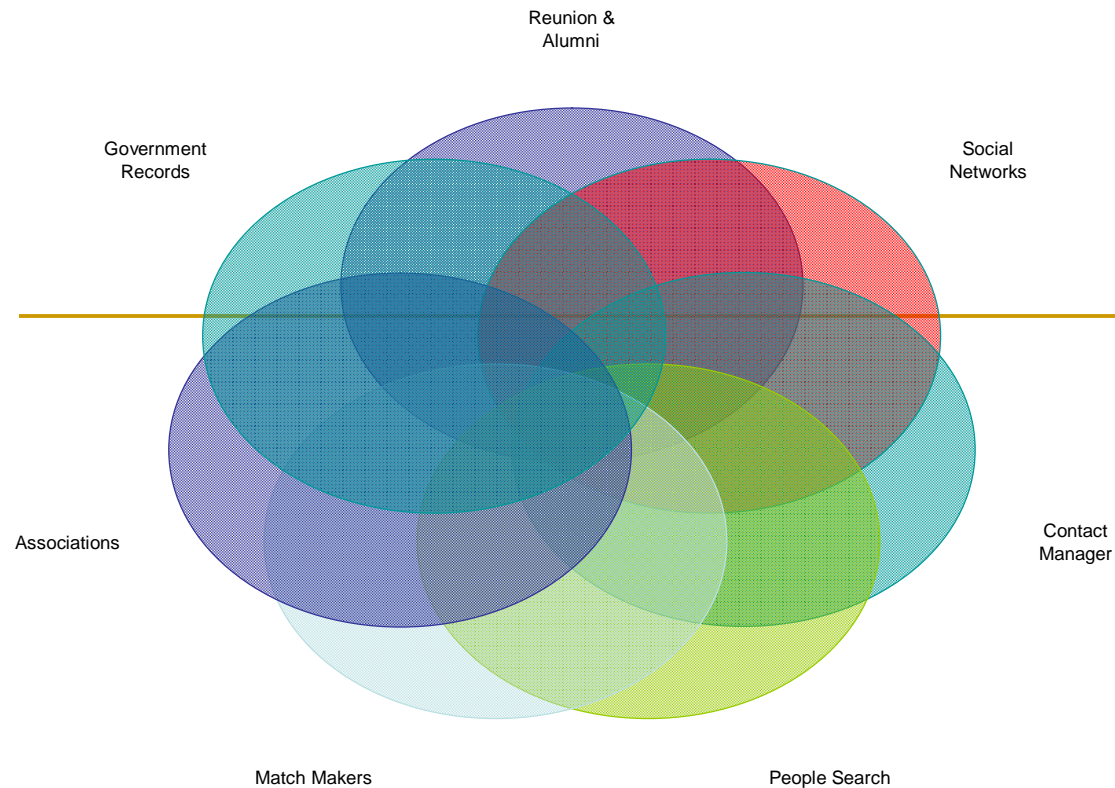 Reunion &
Alumni
Government
Records
Social
Networks
Associations
Contact
Manager
Match Makers
People Search